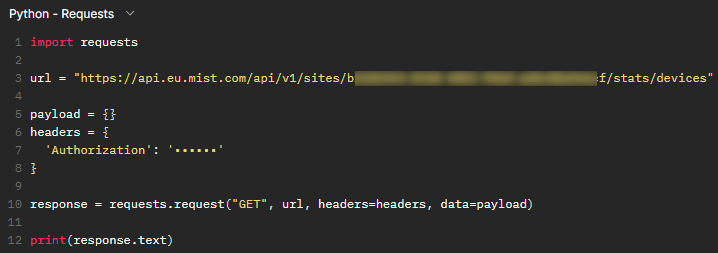 Python - Requests
1 import requests
2
3 url = "https://api.eu.mist.com/api/v1/sites/b cf/stats/devices"
4
5 payload = {}
6 headers = {
7 'Authorization': '••••••'
8 }
9
10 response = requests.request("GET", url, headers=headers, data=payload)
11
12 print(response.text)